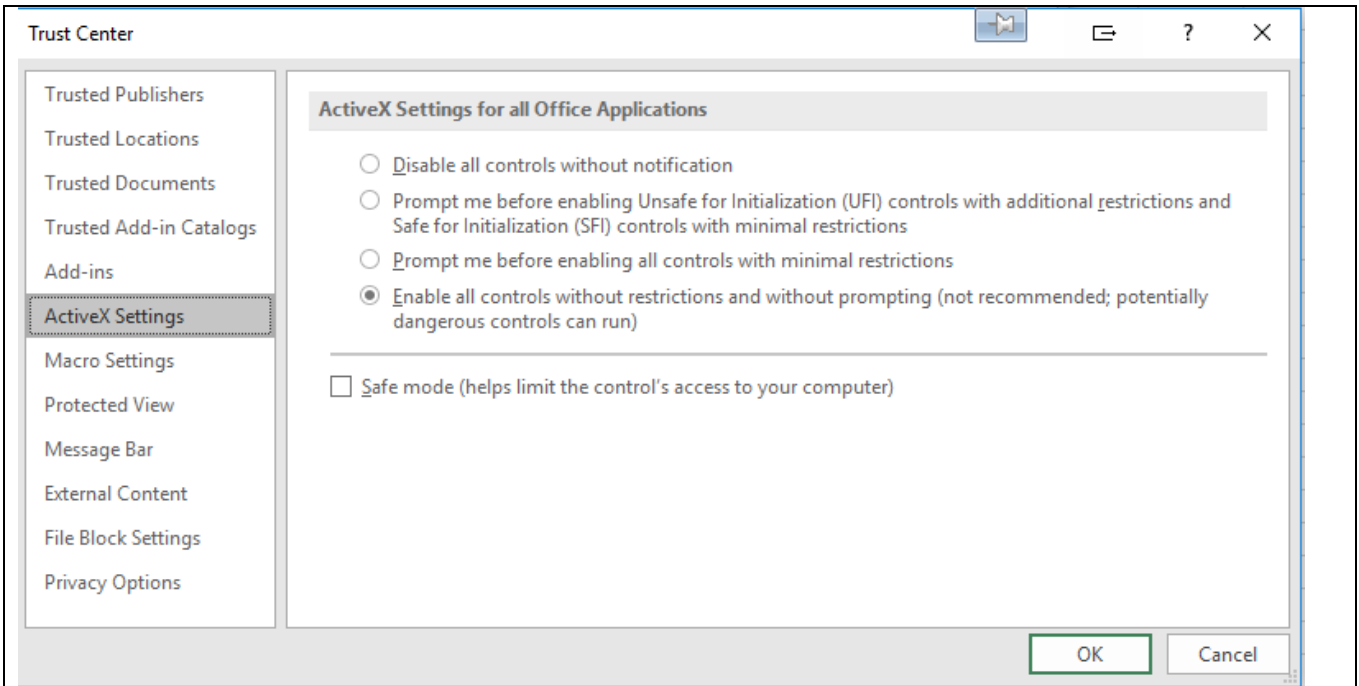 Trust Center
?
Trusted Publishers
Trusted Locations
Trusted Documents
Trusted Add-in Catalogs
Add-ins
ActiveX Settings
Macro Settings
Protected View
Message Bar
External Content
File Block Settings
Privacy Options
ActiveX Settings for all Office Applications
Disable all controls without notification
Prompt me before enabling Unsafe for Initialization (UFI) controls with additional restrictions and
Safe for Initialization (SFI) controls with minimal restrictions
Prompt me before enabling all controls with minimal restrictions
Enable all controls without restrictions and without prompting (not recommended; potentially
dangerous controls can run)
Safe mode (helps limit the control's access to your computer)
OK
Cancel